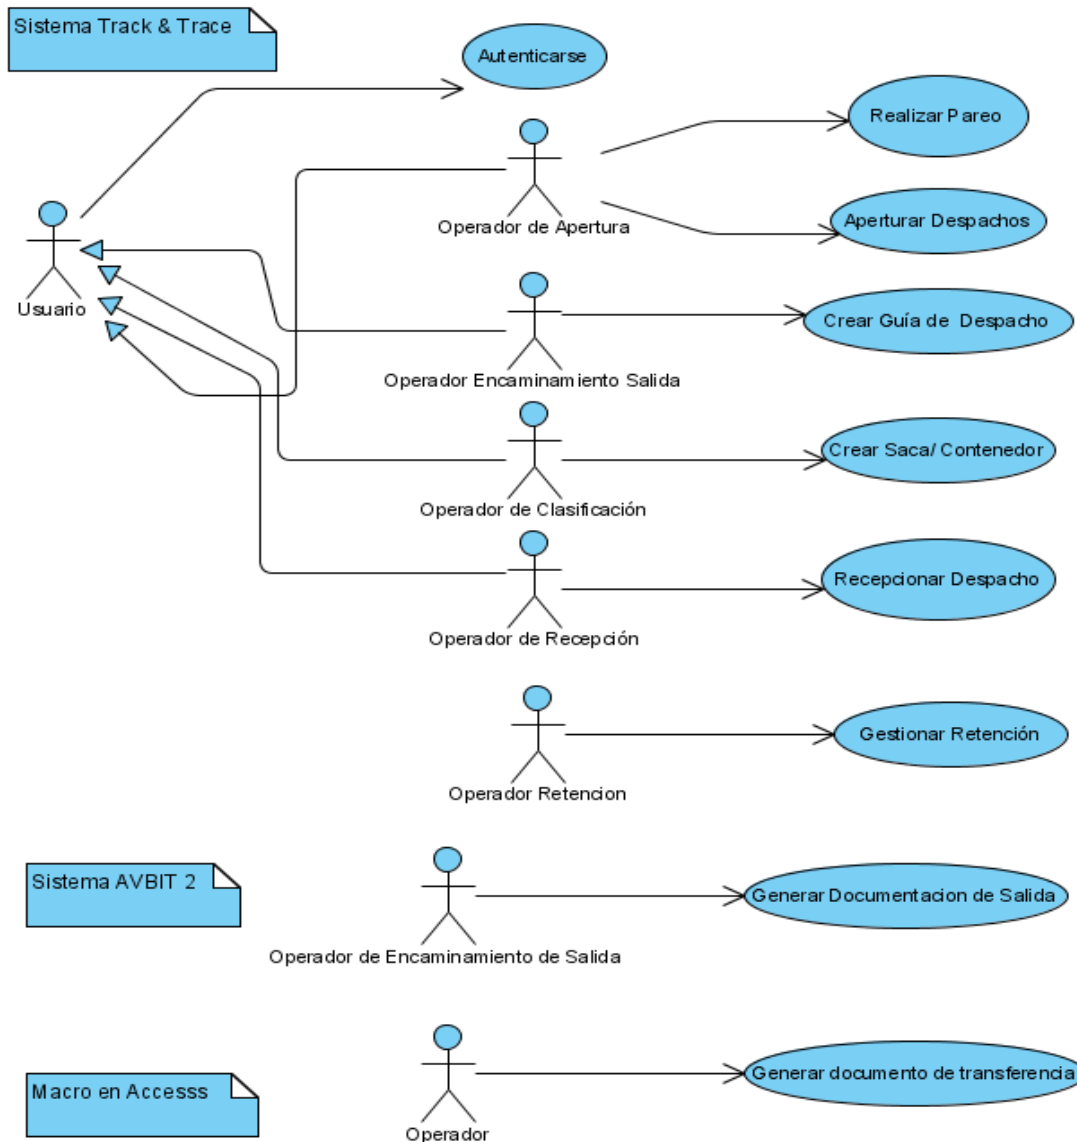 Sistema Track & Trace
Autenticarse
Realizar Pareo
Operador de Apertura
Aperturar Despachos
Usuario
Crear Guía de Despacho
Operador Encaminamiento Salida
Crear Saca/ Contenedor
Operador de Clasificación
Recepcionar Despacho
Operador de Recepción
Gestionar Retención
Operador Retencion
Sistema AVBIT 2
Generar Documentacion de Salida
Operador de Encaminamiento de Salida
Macro en Accesss
Generar documento de transferencia
Operador